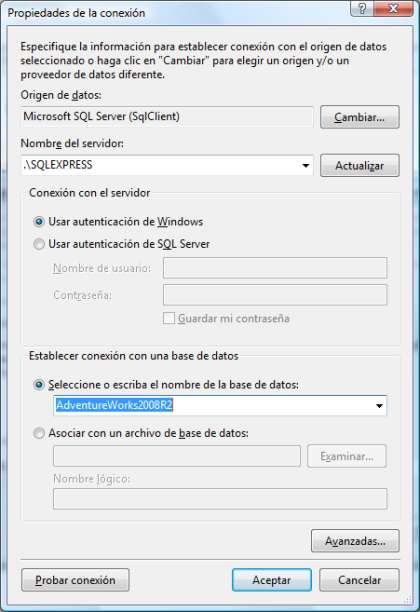 Propiedades de la conexión
Especifique la información para establecer conexión con el origen de datos
seleccionado o haga clic en "Cambiar" para elegir un origen y/o un
proveedor de datos diferente.
Origen de datos:
Microsoft SQL Server (SqlClient)
Cambiar...
Nombre del servidor:
.\SQLEXPRESS
Actualizar
Conexión con el servidor
Usar autenticación de Windows
Usar autenticación de SQL Server
Nombre de usuario:
Contraseña:
Guardar mi contraseña
Establecer conexión con una base de datos
Seleccione o escriba el nombre de la base de datos:
AdventureWorks2008R2
Asociar con un archivo de base de datos:
Examinar...
Nombre lógico:
Avanzadas...
Probar conexión
Aceptar
Cancelar